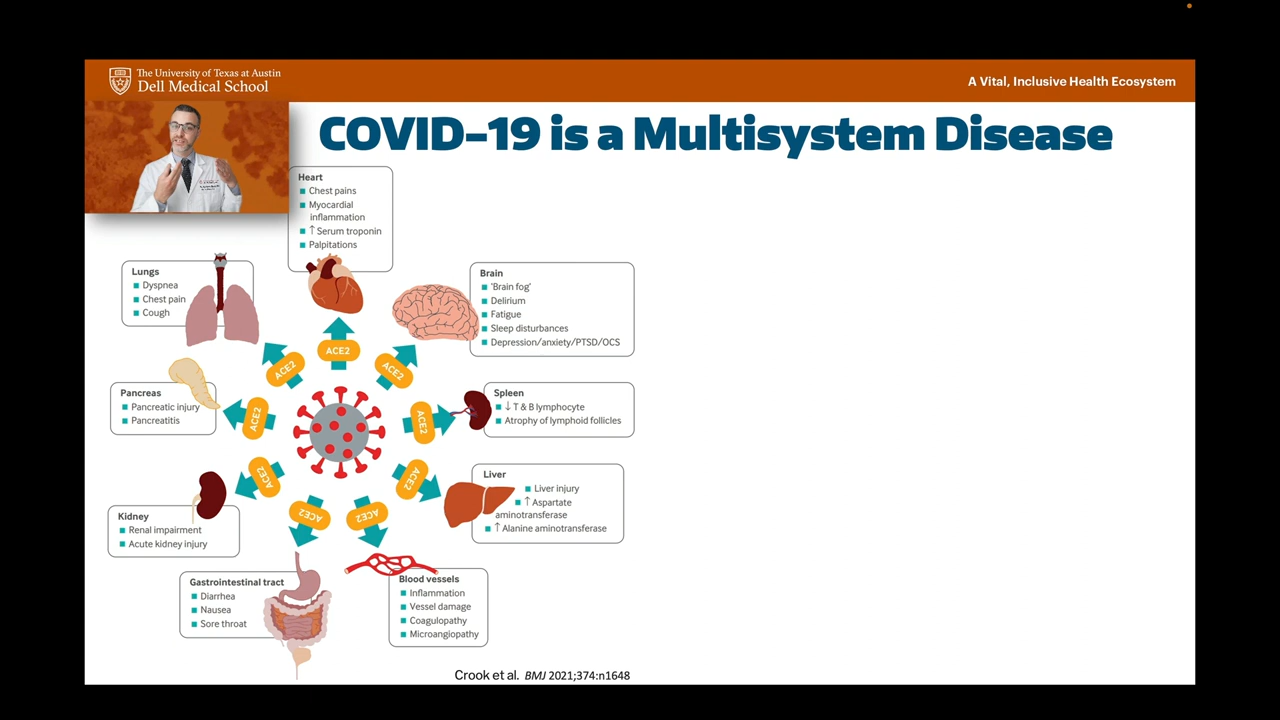 The University of Texas at Austin
Dell Medical School
A Vital, Inclusive Health Ecosystem
COVID-19 is a Multisystem Disease
Heart
Chest pains
Myocardial
inflammation
↑ Serum troponin
Palpitations
Lungs
Dyspnea
Chest pain
Cough
Brain
'Brain fog'
Delirium
Fatigue
Sleep disturbances
Depression/anxiety/PTSD/OCS
ACE2
ACE2
ACE2
Pancreas
Pancreatic injury
Pancreatitis
ACE2
ACE2
Spleen
↓ T & B lymphocyte
Atrophy of lymphoid follicles
Kidney
Renal impairment
Acute kidney injury
ACE2
ACE2
Liver
Liver injury
↑ Aspartate
aminotransferase
↑ Alanine aminotransferase
ACE2
ACE2
Gastrointestinal tract
Diarrhea
Nausea
Sore throat
Blood vessels
Inflammation
Vessel damage
Coagulopathy
Microangiopathy
Crook et al. BMJ 2021;374:n1648